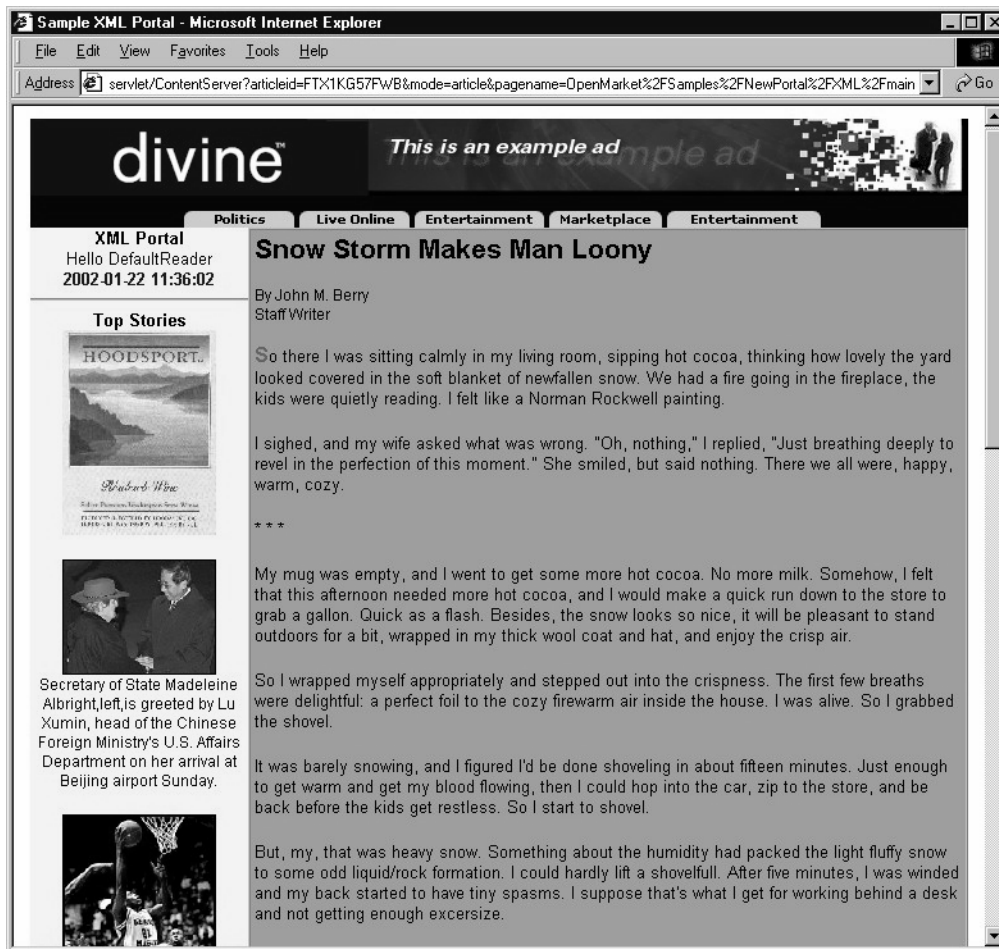 Sample XML Portal - Microsoft Internet Explorer
File Edit View Favorites Tools Help
Address servlet/ContentServer?articleid=FTX1KG57FWB&mode=article&pagename=OpenMarket%2FSamples%2FNewPortal%2FXML%2Fmain Go
divine™
This is an example ad
This is an example ad
Politics Live Online Entertainment Marketplace Entertainment
XML Portal
Hello DefaultReader
2002-01-22 11:36:02
Top Stories
HOODSPORT
Rhubarb Wine
Secretary of State Madeleine
Albright,left,is greeted by Lu
Xumin, head of the Chinese
Foreign Ministry's U.S. Affairs
Department on her arrival at
Beijing airport Sunday.
Snow Storm Makes Man Loony
By John M. Berry
Staff Writer
So there I was sitting calmly in my living room, sipping hot cocoa, thinking how lovely the yard
looked covered in the soft blanket of newfallen snow. We had a fire going in the fireplace, the
kids were quietly reading. I felt like a Norman Rockwell painting.
I sighed, and my wife asked what was wrong. "Oh, nothing," I replied, "Just breathing deeply to
revel in the perfection of this moment." She smiled, but said nothing. There we all were, happy,
warm, cozy.
* * *
My mug was empty, and I went to get some more hot cocoa. No more milk. Somehow, I felt
that this afternoon needed more hot cocoa, and I would make a quick run down to the store to
grab a gallon. Quick as a flash. Besides, the snow looks so nice, it will be pleasant to stand
outdoors for a bit, wrapped in my thick wool coat and hat, and enjoy the crisp air.
So I wrapped myself appropriately and stepped out into the crispness. The first few breaths
were delightful: a perfect foil to the cozy firewarm air inside the house. I was alive. So I grabbed
the shovel.
It was barely snowing, and I figured I'd be done shoveling in about fifteen minutes. Just enough
to get warm and get my blood flowing, then I could hop into the car, zip to the store, and be
back before the kids get restless. So I start to shovel.
But, my, that was heavy snow. Something about the humidity had packed the light fluffy snow
to some odd liquid/rock formation. I could hardly lift a shovelfull. After five minutes, I was winded
and my back started to have tiny spasms. I suppose that's what I get for working behind a desk
and not getting enough excersize.